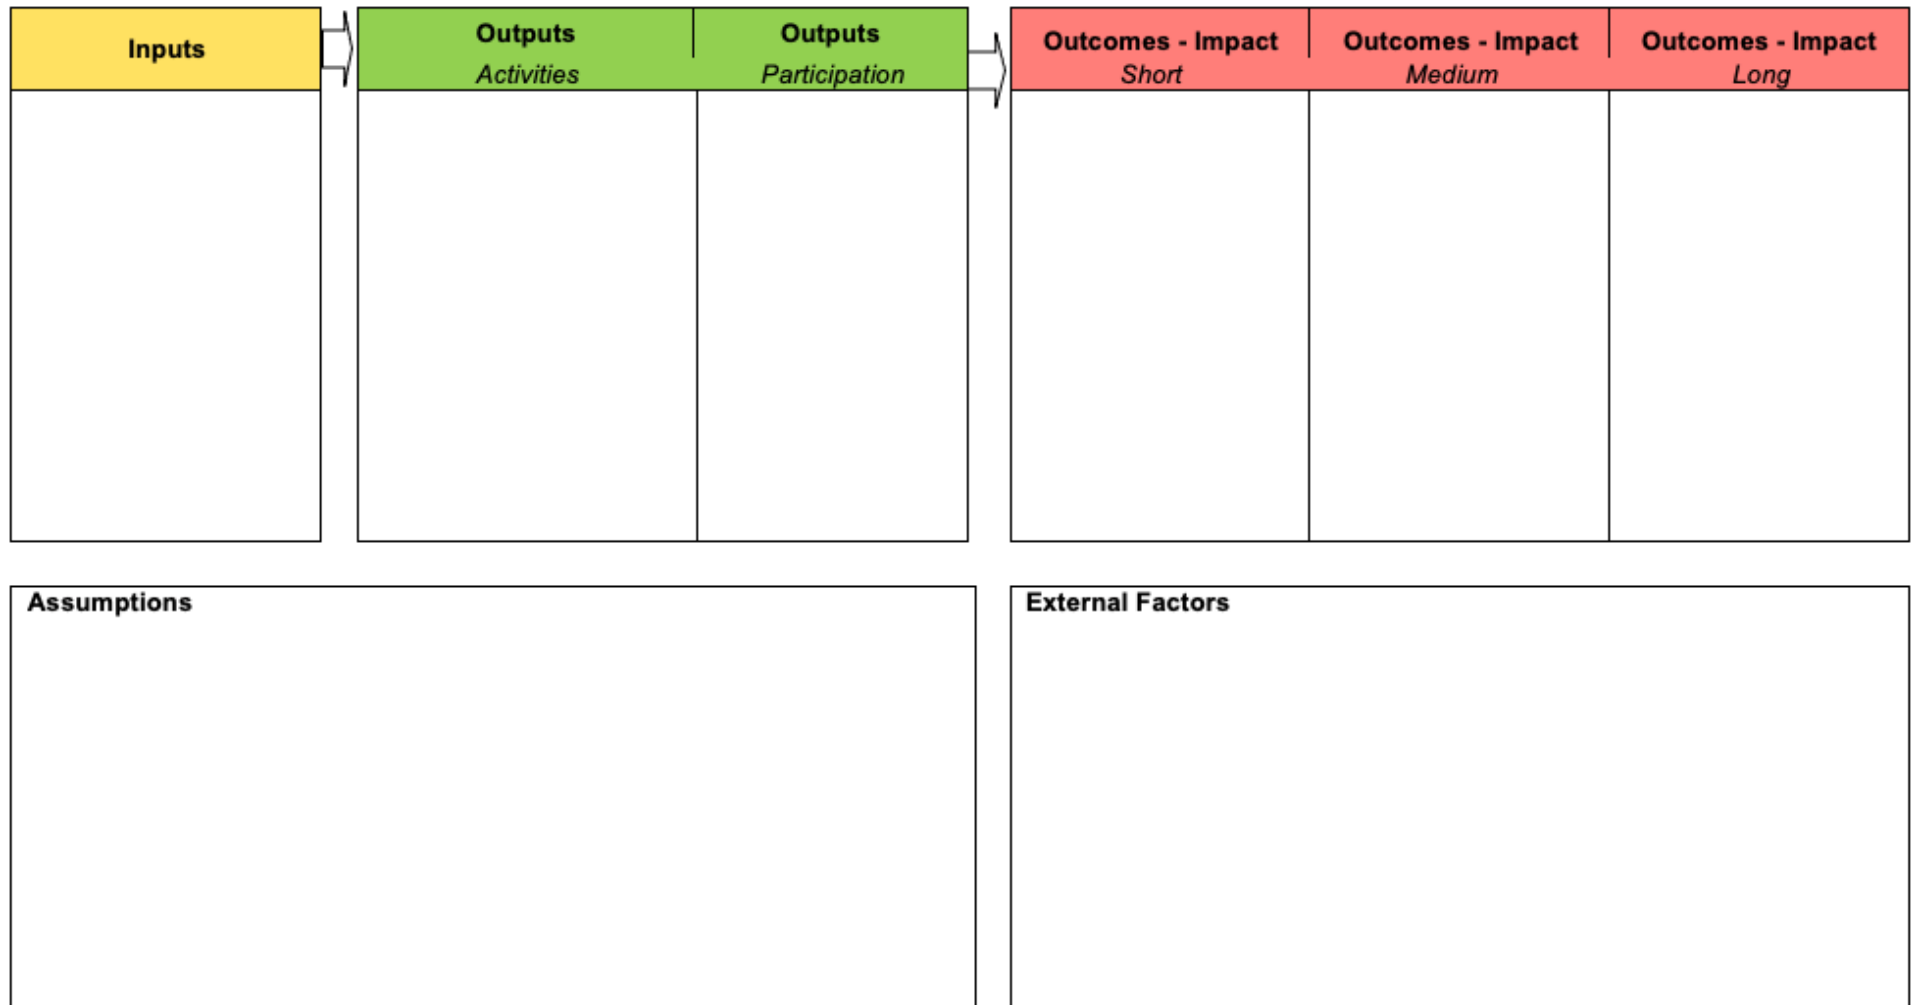 Inputs
Outputs
Activities
Outputs
Participation
Outcomes - Impact
Short
Outcomes - Impact
Medium
Outcomes - Impact
Long
Assumptions
External Factors